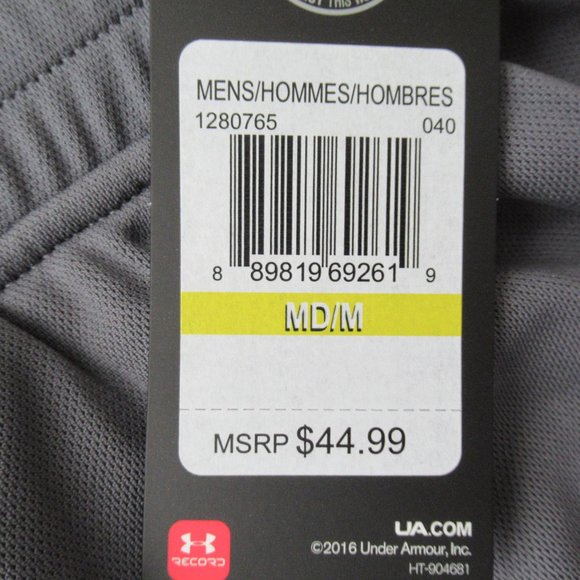 MENS/HOMMES/HOMBRES
1280765 040
8 89819 69261 9
MD/M
MSRP $44.99
RECORD
UA.COM
©2016 Under Armour, Inc.
HT-904681